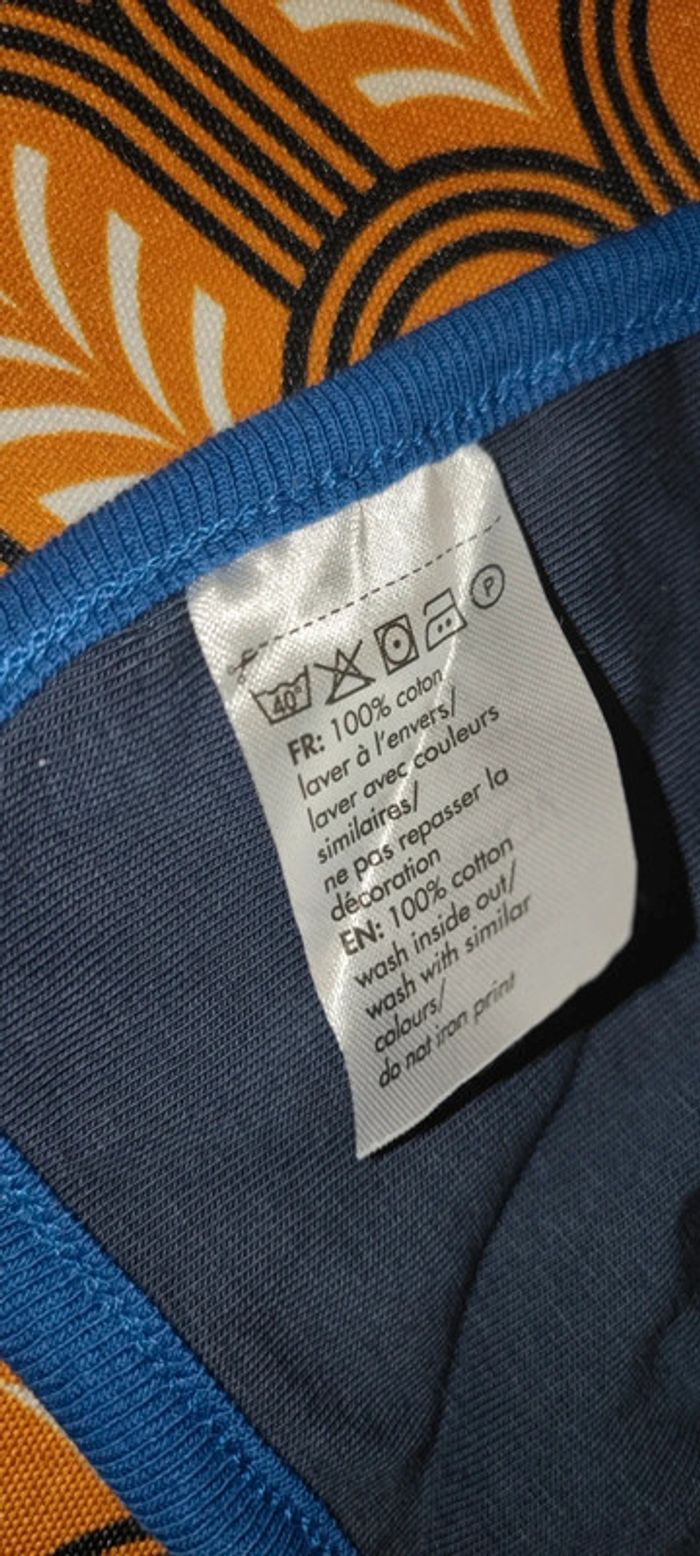 40°
P
FR: 100% coton
laver à l'envers/
laver avec couleurs
similaires/
ne pas repasser la
décoration
EN: 100% cotton
wash inside out/
wash with similar
colours/
do not iron print